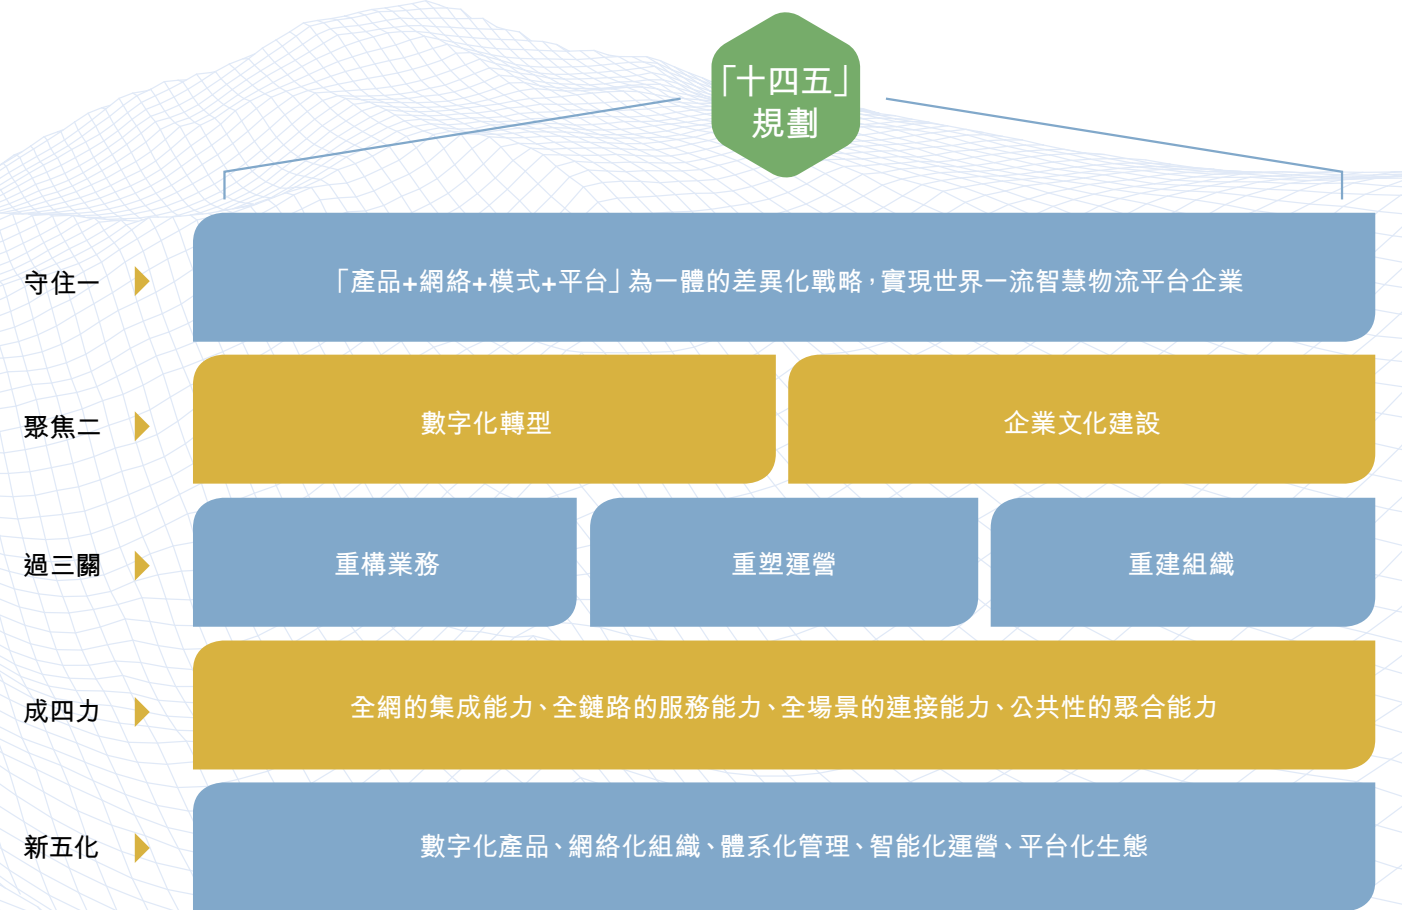 「十四五」
規劃
守住一
「產品+網絡+模式+平台」為一體的差異化戰略，實現世界一流智慧物流平台企業
聚焦二
數字化轉型
企業文化建設
過三關
重構業務
重塑運營
重建組織
成四力
全網的集成能力、全鏈路的服務能力、全場景的連接能力、公共性的聚合能力
新五化
數字化產品、網絡化組織、體系化管理、智能化運營、平台化生態